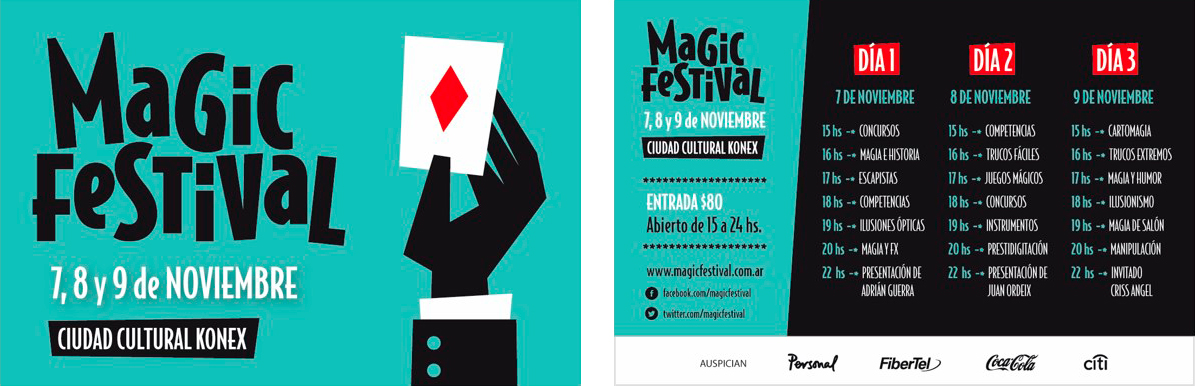 MaGiC
FeSTiVaL
7, 8 y 9 de NOVIEMBRE
CIUDAD CULTURAL KONEX
MaGiC
FeSTiVaL
7, 8 y 9 de NOVIEMBRE
CIUDAD CULTURAL KONEX
ENTRADA $80
Abierto de 15 a 24 hs.
www.magicfestival.com.ar
facebook.com/magicfestival
twitter.com/magicfestival
DÍA 1
7 DE NOVIEMBRE
15 hs CONCURSOS
16 hs MAGIA E HISTORIA
17 hs ESCAPISTAS
18 hs COMPETENCIAS
19 hs ILUSIONES ÓPTICAS
20 hs MAGIA Y FX
22 hs PRESENTACIÓN DE
ADRIÁN GUERRA
DÍA 2
8 DE NOVIEMBRE
15 hs COMPETENCIAS
16 hs TRUCOS FÁCILES
17 hs JUEGOS MÁGICOS
18 hs CONCURSOS
19 hs INSTRUMENTOS
20 hs PRESTIDIGITACIÓN
22 hs PRESENTACIÓN DE
JUAN ORDEIX
DÍA 3
9 DE NOVIEMBRE
15 hs CARTOMAGIA
16 hs TRUCOS EXTREMOS
17 hs MAGIA Y HUMOR
18 hs ILUSIONISMO
19 hs MAGIA DE SALÓN
20 hs MANIPULACIÓN
22 hs INVITADO
CRISS ANGEL
AUSPICIAN Personal FiberTel Coca-Cola citi